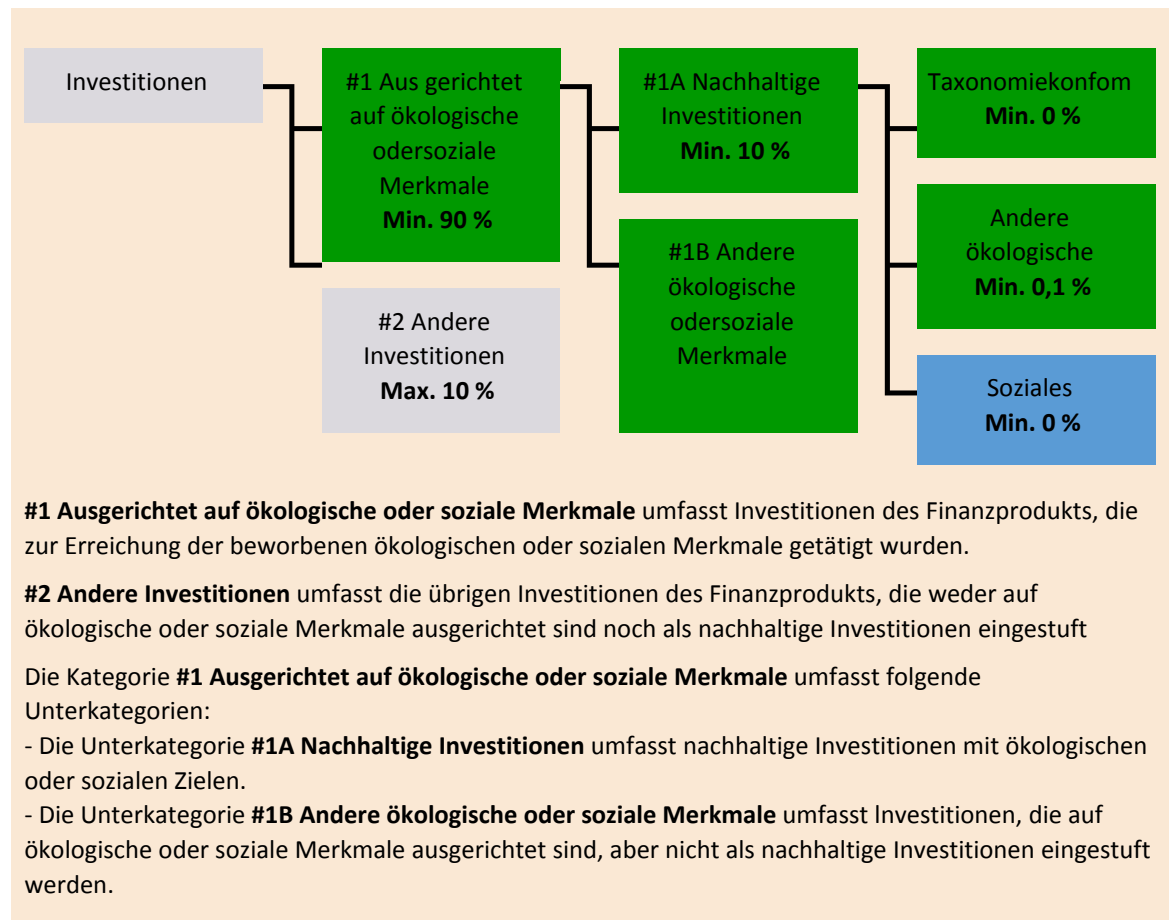 Investitionen
#1 Aus gerichtet
auf ökologische
odersoziale
Merkmale
Min. 90 %
#2 Andere
Investitionen
Max. 10 %
#1A Nachhaltige
Investitionen
Min. 10 %
#1B Andere
ökologische
odersoziale
Merkmale
Taxonomiekonfom
Min. 0 %
Andere
ökologische
Min. 0,1 %
Soziales
Min. 0 %
#1 Ausgerichtet auf ökologische oder soziale Merkmale umfasst Investitionen des Finanzprodukts, die
zur Erreichung der beworbenen ökologischen oder sozialen Merkmale getätigt wurden.
#2 Andere Investitionen umfasst die übrigen Investitionen des Finanzprodukts, die weder auf
ökologische oder soziale Merkmale ausgerichtet sind noch als nachhaltige Investitionen eingestuft
Die Kategorie #1 Ausgerichtet auf ökologische oder soziale Merkmale umfasst folgende
Unterkategorien:
- Die Unterkategorie #1A Nachhaltige Investitionen umfasst nachhaltige Investitionen mit ökologischen
oder sozialen Zielen.
- Die Unterkategorie #1B Andere ökologische oder soziale Merkmale umfasst lnvestitionen, die auf
ökologische oder soziale Merkmale ausgerichtet sind, aber nicht als nachhaltige Investitionen eingestuft
werden.